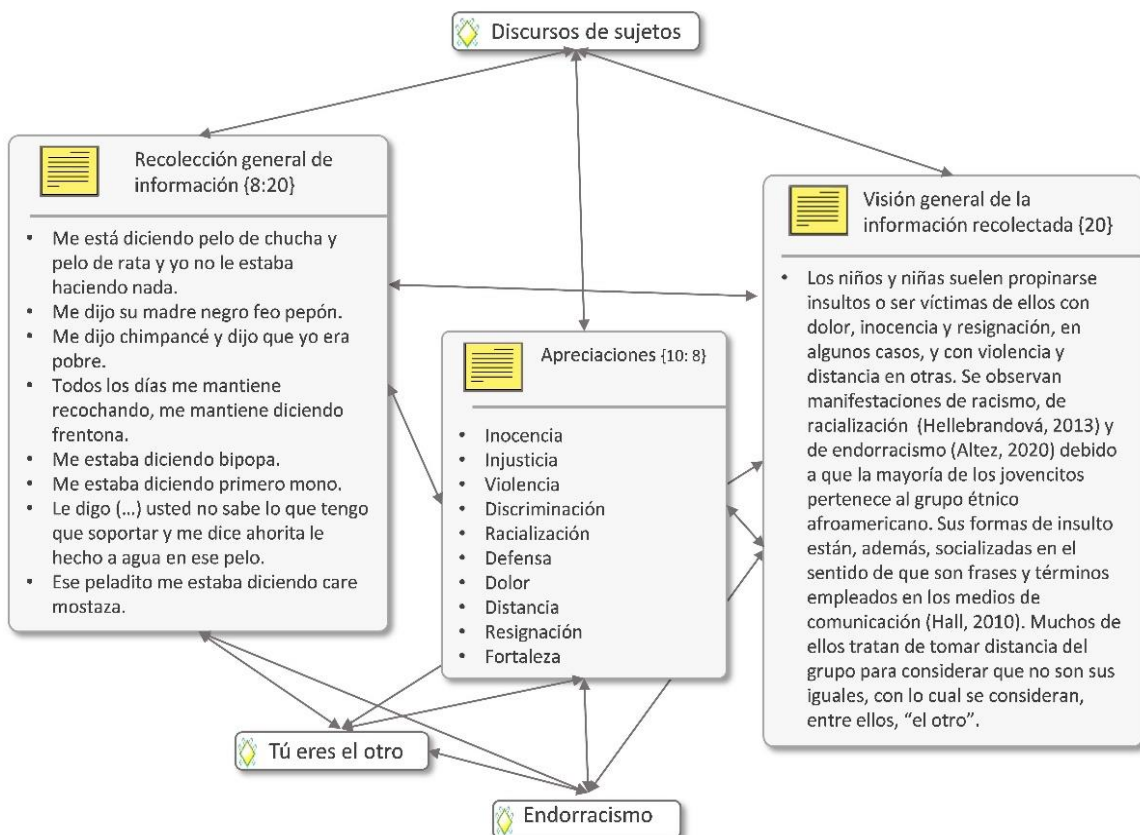 Discursos de sujetos
Recolección general de
información {8:20}
• Me está diciendo pelo de chucha y
pelo de rata y yo no le estaba
haciendo nada.
• Me dijo su madre negro feo pepón.
• Me dijo chimpancé y dijo que yo era
pobre.
• Todos los días me mantiene
recochando, me mantiene diciendo
frentona.
• Me estaba diciendo bipopa.
• Me estaba diciendo primero mono.
• Le digo (...) usted no sabe lo que tengo
que soportar y me dice ahorita le
hecho a agua en ese pelo.
• Ese peladito me estaba diciendo care
mostaza.
Apreciaciones {10: 8}
• Inocencia
• Injusticia
• Violencia
• Discriminación
• Racialización
• Defensa
• Dolor
• Distancia
• Resignación
• Fortaleza
Visión general de la
información recolectada {20}
• Los niños y niñas suelen propinarse
insultos o ser víctimas de ellos con
dolor, inocencia y resignación, en
algunos casos, y con violencia y
distancia en otras. Se observan
manifestaciones de racismo, de
racialización (Hellebrandová, 2013) y
de endorracismo (Altez, 2020) debido
a que la mayoría de los jovencitos
pertenece al grupo étnico
afroamericano. Sus formas de insulto
están, además, socializadas en el
sentido de que son frases y términos
empleados en los medios de
comunicación (Hall, 2010). Muchos de
ellos tratan de tomar distancia del
grupo para considerar que no son sus
iguales, con lo cual se consideran,
entre ellos, “el otro”.
Tú eres el otro
Endorracismo